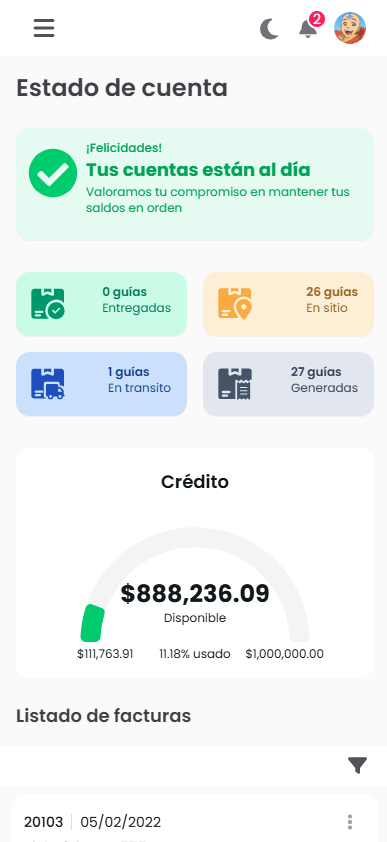 2
Estado de cuenta
¡Felicidades!
Tus cuentas están al día
Valoramos tu compromiso en mantener tus
saldos en orden
0 guías
Entregadas
26 guías
En sitio
1 guías
En transito
27 guías
Generadas
Crédito
$888,236.09
Disponible
$111,763.91 11.18% usado $1,000,000.00
Listado de facturas
20103 05/02/2022